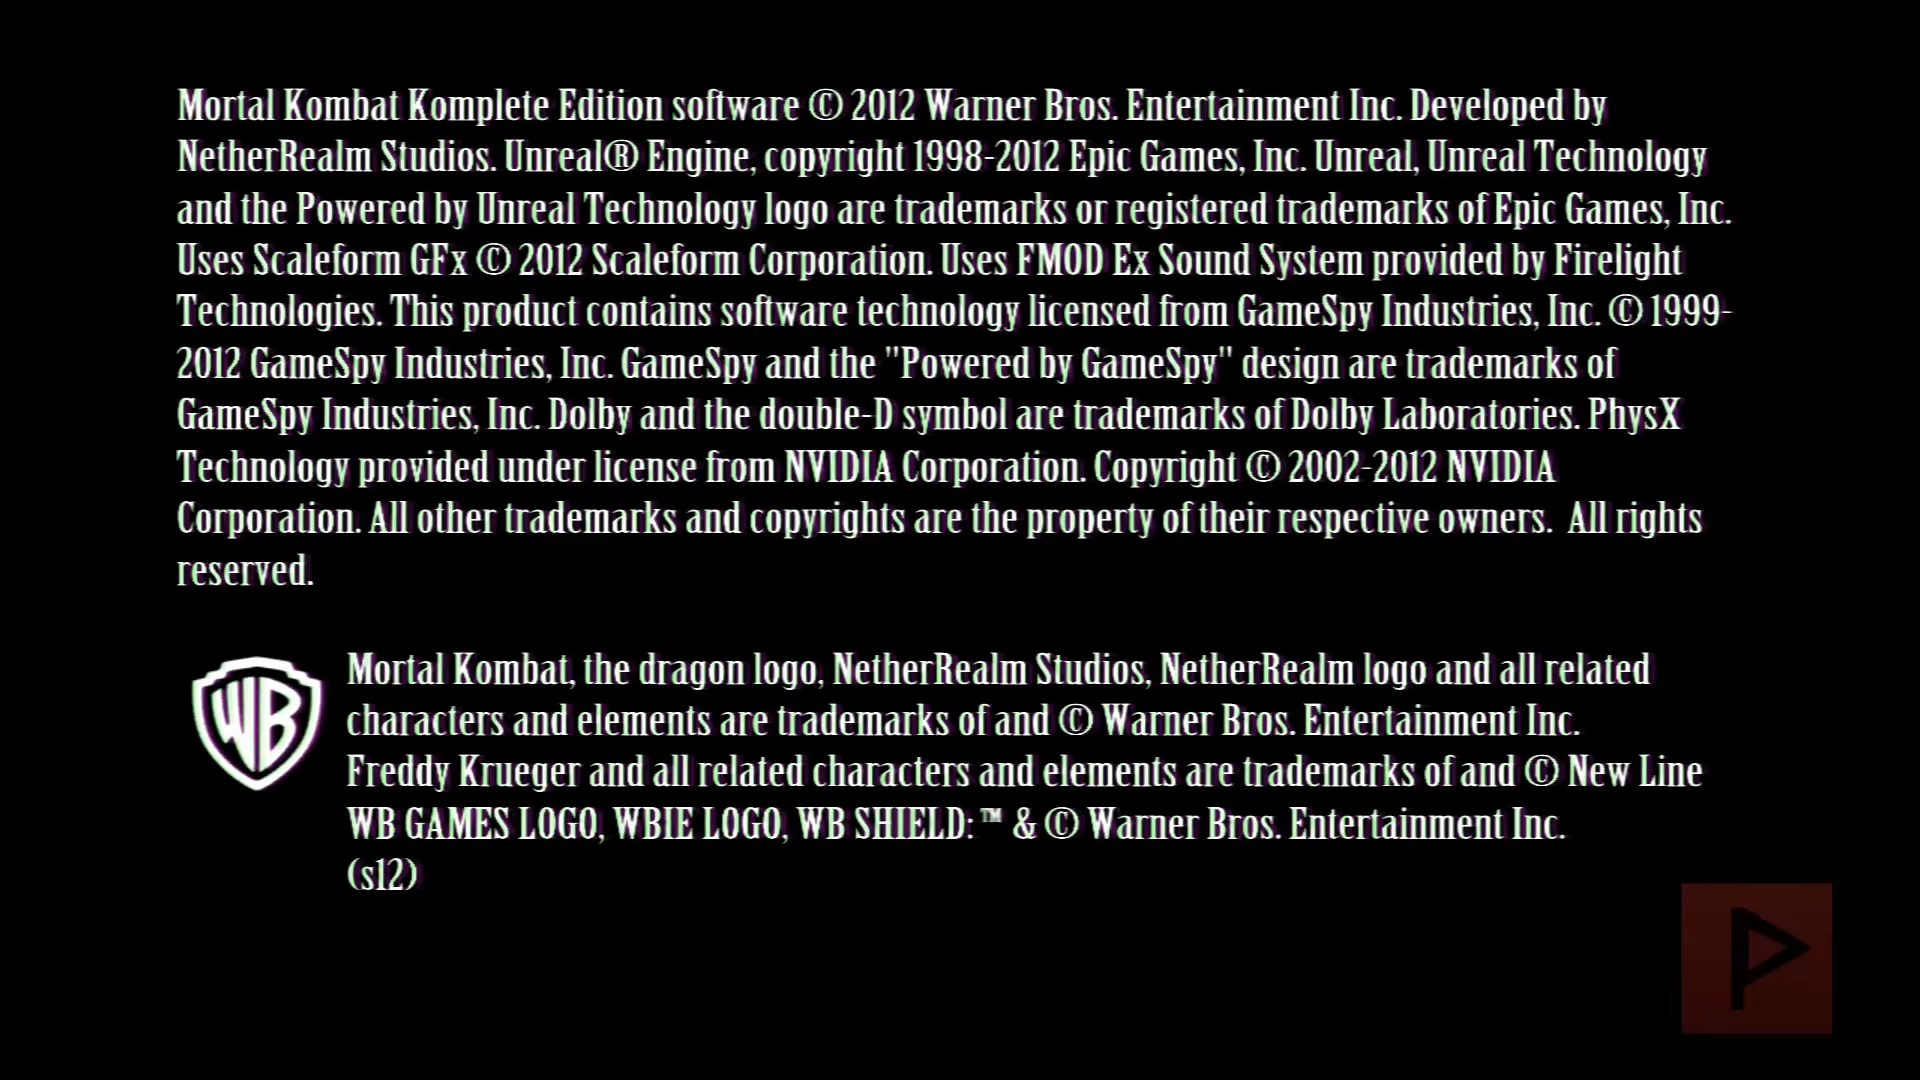 Mortal Kombat Komplete Edition software © 2012 Warner Bros. Entertainment Inc. Developed by
NetherRealm Studios. Unreal® Engine, copyright 1998-2012 Epic Games, Inc. Unreal, Unreal Technology
and the Powered by Unreal Technology logo are trademarks or registered trademarks of Epic Games, Inc.
Uses Scaleform GFx © 2012 Scaleform Corporation. Uses FMOD Ex Sound System provided by Firelight
Technologies. This product contains software technology licensed from GameSpy Industries, Inc. © 1999-
2012 GameSpy Industries, Inc. GameSpy and the "Powered by GameSpy" design are trademarks of
GameSpy Industries, Inc. Dolby and the double-D symbol are trademarks of Dolby Laboratories. PhysX
Technology provided under license from NVIDIA Corporation. Copyright © 2002-2012 NVIDIA
Corporation. All other trademarks and copyrights are the property of their respective owners.  All rights
reserved.
WB
Mortal Kombat, the dragon logo, NetherRealm Studios, NetherRealm logo and all related
characters and elements are trademarks of and © Warner Bros. Entertainment Inc.
Freddy Krueger and all related characters and elements are trademarks of and © New Line
WB GAMES LOGO, WBIE LOGO, WB SHIELD: ™ & © Warner Bros. Entertainment Inc.
(s12)
P